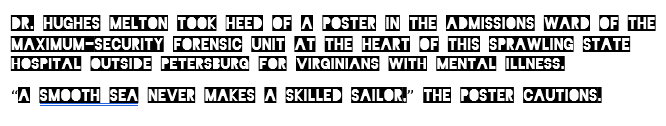 DR. HUGHES MELTON TOOK HEED OF A POSTER IN THE ADMISSIONS WARD OF THE
MAXIMUM-SECURITY FORENSIC UNIT AT THE HEART OF THIS SPRAWLING STATE
HOSPITAL OUTSIDE PETERSBURG FOR VIRGINIANS WITH MENTAL ILLNESS.
“A SMOOTH SEA NEVER MAKES A SKILLED SAILOR,” THE POSTER CAUTIONS.